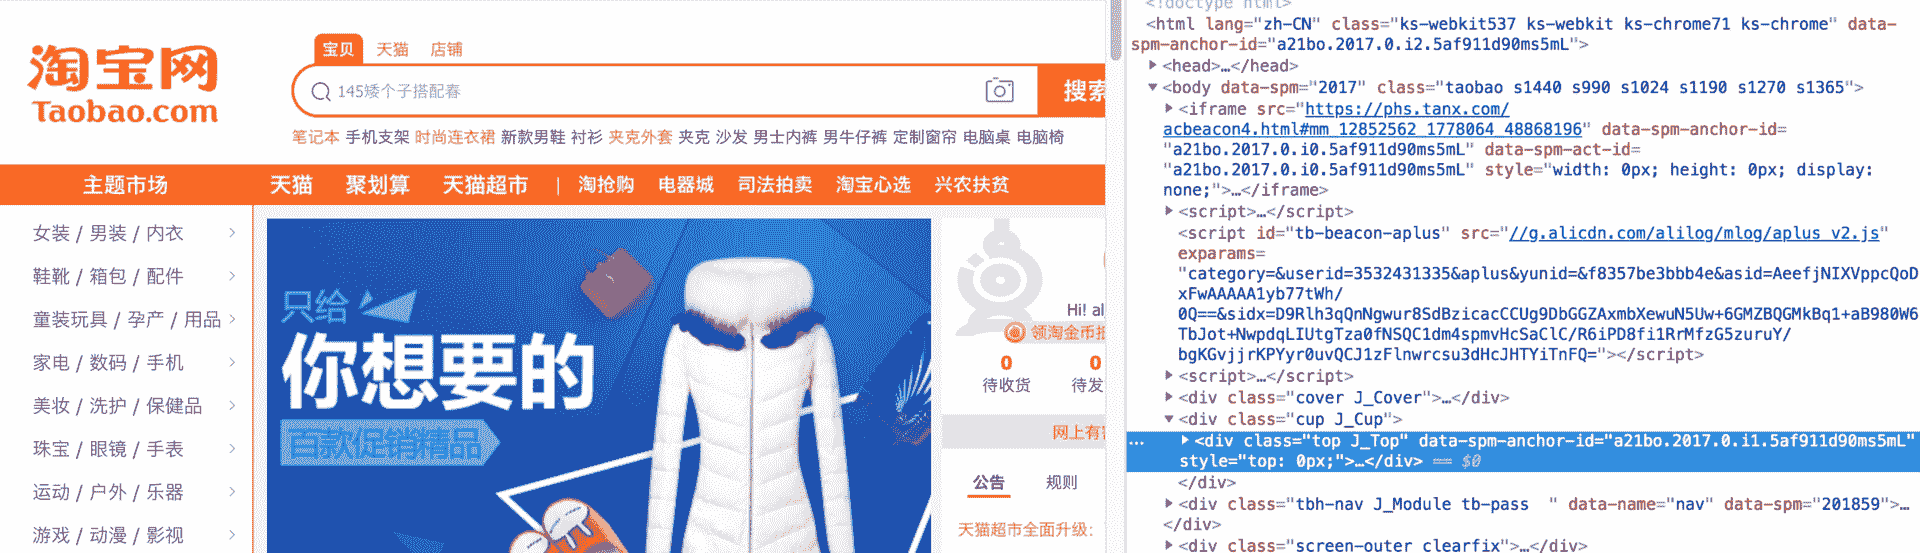 淘宝网
Taobao.com
宝贝 天猫 店铺
145矮个子搭配春
搜索
笔记本 手机支架 时尚连衣裙 新款男鞋 衬衫 夹克外套 夹克 沙发 男士内裤 男牛仔裤 定制窗帘 电脑桌 电脑椅
主题市场 天猫 聚划算 天猫超市 | 淘抢购 电器城 司法拍卖 淘宝心选 兴农扶贫
女装 / 男装 / 内衣
鞋靴 / 箱包 / 配件
童装玩具 / 孕产 / 用品
家电 / 数码 / 手机
美妆 / 洗护 / 保健品
珠宝 / 眼镜 / 手表
运动 / 户外 / 乐器
游戏 / 动漫 / 影视
只给
你想要的
百款促销精品
Hi! al
领淘金币抵
0 0
待收货 待发
网上有害
公告 规则
天猫超市全面升级:
<!doctype html>
<html lang="zh-CN" class="ks-webkit537 ks-webkit ks-chrome71 ks-chrome" data-
spm-anchor-id="a21bo.2017.0.i2.5af911d90ms5mL">
<head>…</head>
<body data-spm="2017" class="taobao s1440 s990 s1024 s1190 s1270 s1365">
<iframe src="https://phs.tanx.com/
acbeacon4.html#mm_12852562_1778064_48868196" data-spm-anchor-id=
"a21bo.2017.0.i0.5af911d90ms5mL" data-spm-act-id=
"a21bo.2017.0.i0.5af911d90ms5mL" style="width: 0px; height: 0px; display:
none;">…</iframe>
<script>…</script>
<script id="tb-beacon-aplus" src="//g.alicdn.com/alilog/mlog/aplus_v2.js"
exparams=
"category=&userid=3532431335&aplus&yunid=&f8357be3bbb4e&asid=AeefjNIXVppcQoD
xFwAAAAA1yb77tWh/
0Q==&sidx=D9Rlh3qQnNgwur8SdBzicacCCUg9DbGGZAxmbXewuN5Uw+6GMZBQGMkBq1+aB980W6
TbJot+NwpdqLIUtgTza0fNSQC1dm4spmvHcSaClC/R6iPD8fi1RrMfzG5zuruY/
bgKGvjjrKPYyr0uvQCJ1zFlnwrcsu3dHcJHTYiTnFQ="></script>
<script>…</script>
<div class="cover J_Cover">…</div>
<div class="cup J_Cup">
… <div class="top J_Top" data-spm-anchor-id="a21bo.2017.0.i1.5af911d90ms5mL"
style="top: 0px;">…</div> == $0
</div>
<div class="tbh-nav J_Module tb-pass  " data-name="nav" data-spm="201859">…
</div>
<div class="screen-outer clearfix">…</div>